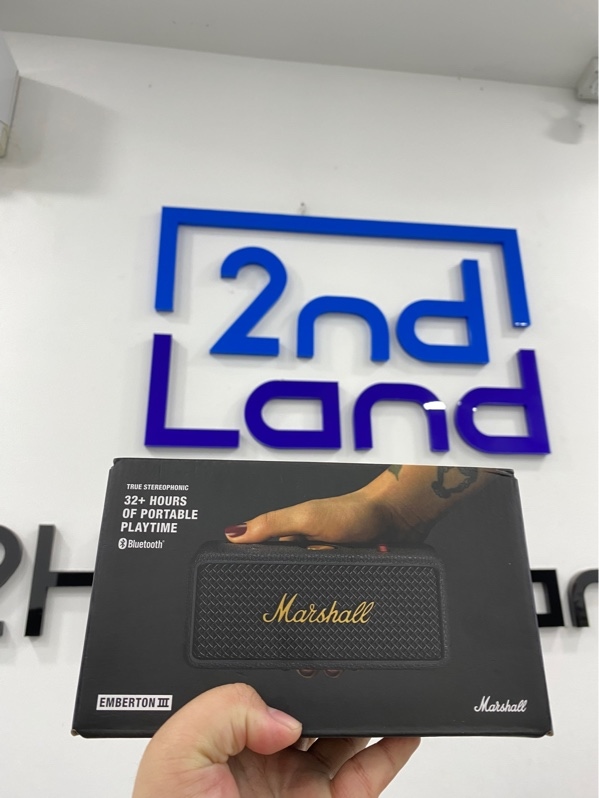 2nd
Land
TRUE STEREOPHONIC
32+ HOURS
OF PORTABLE
PLAYTIME
Bluetooth®
Marshall
EMBERTON III
Marshall